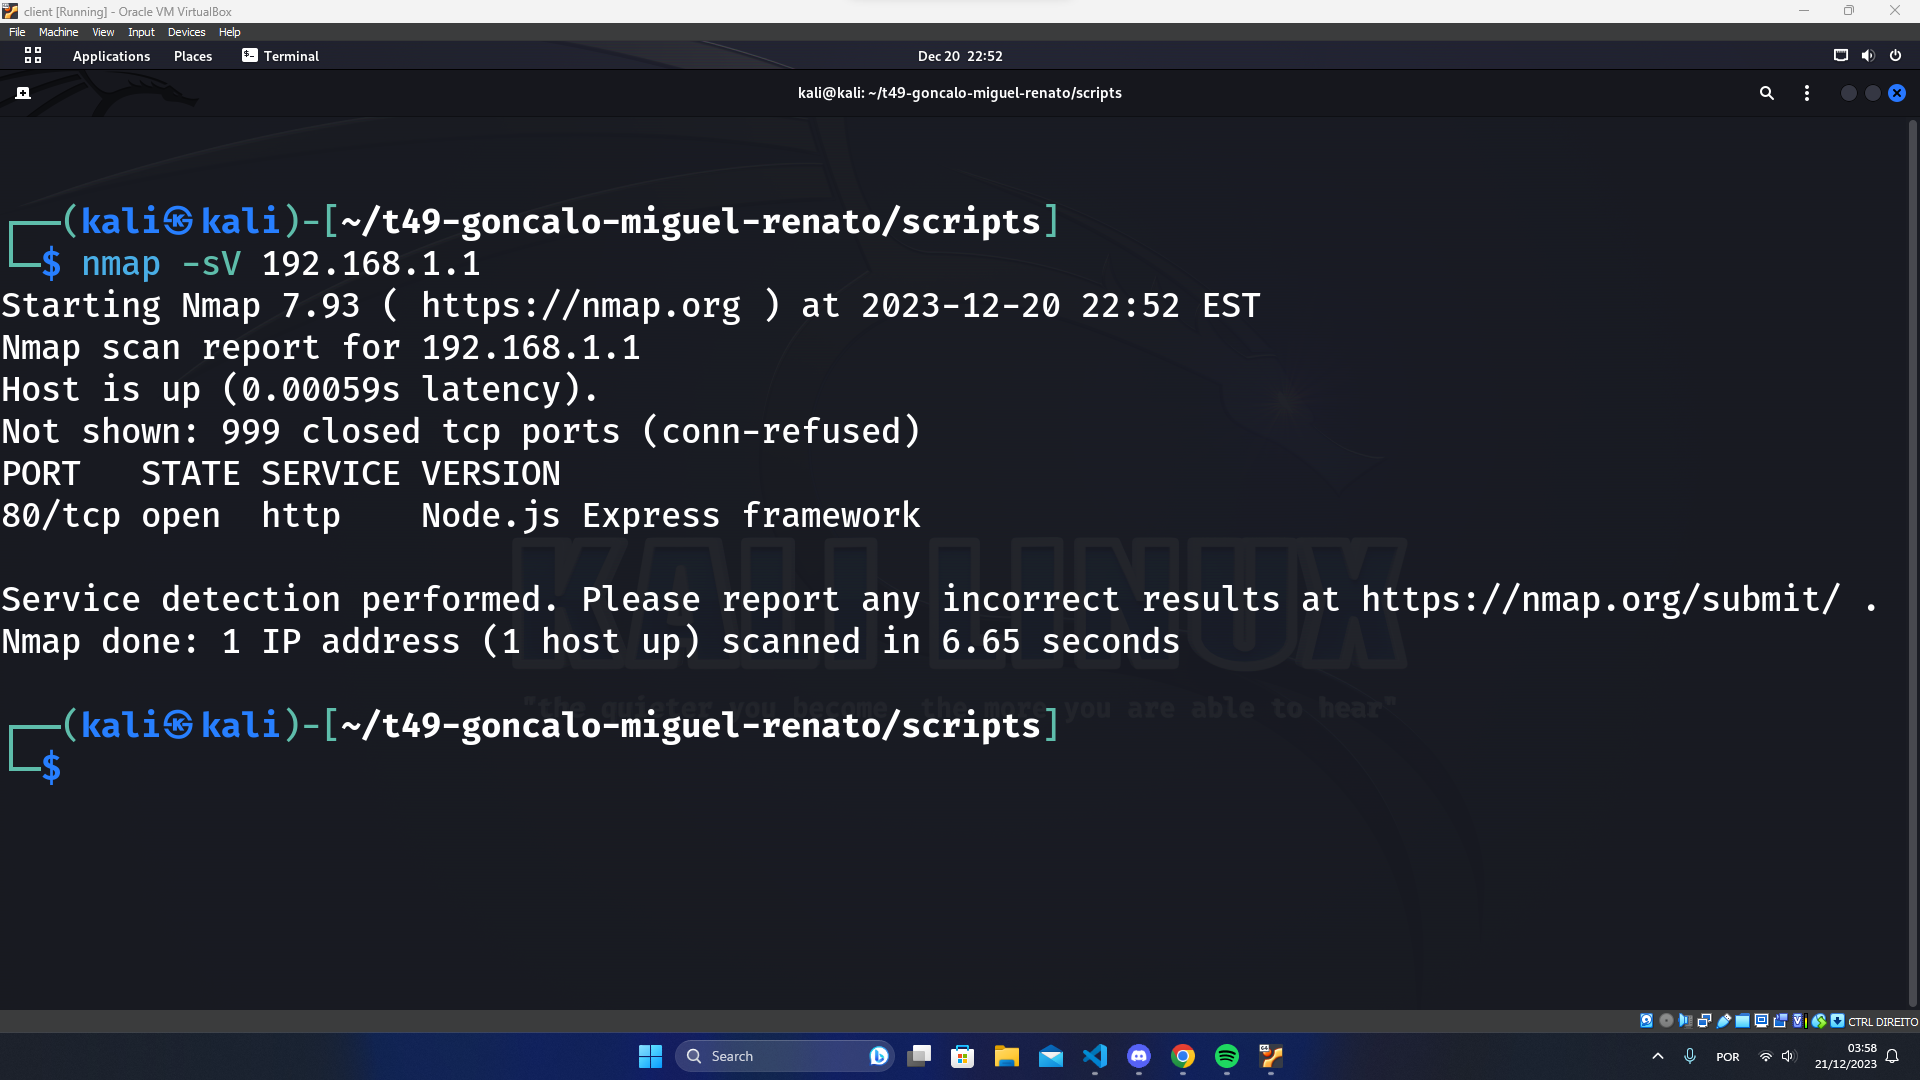 client [Running] - Oracle VM VirtualBox
File Machine View Input Devices Help
Applications Places Terminal Dec 20 22:52
kali@kali: ~/t49-goncalo-miguel-renato/scripts
┌──(kali㉿kali)-[~/t49-goncalo-miguel-renato/scripts]
└─$ nmap -sV 192.168.1.1
Starting Nmap 7.93 ( https://nmap.org ) at 2023-12-20 22:52 EST
Nmap scan report for 192.168.1.1
Host is up (0.00059s latency).
Not shown: 999 closed tcp ports (conn-refused)
PORT   STATE SERVICE VERSION
80/tcp open  http    Node.js Express framework
KALI LINUX
Service detection performed. Please report any incorrect results at https://nmap.org/submit/ .
Nmap done: 1 IP address (1 host up) scanned in 6.65 seconds
"the quieter you become, the more you are able to hear"
┌──(kali㉿kali)-[~/t49-goncalo-miguel-renato/scripts]
└─$
CTRL DIREITO
Search
POR
03:58
21/12/2023